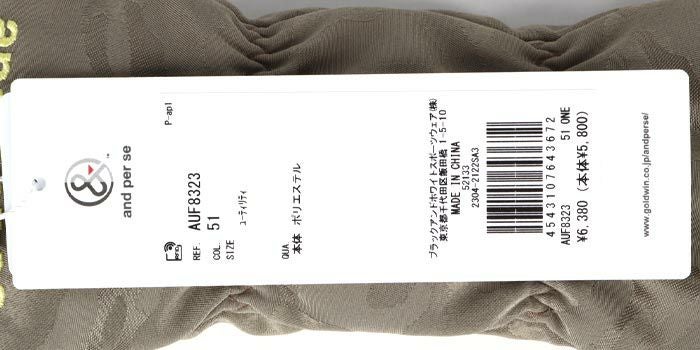 and per se
P-apl
REF. AUF8323
COL. 51
SIZE
ユーティリティ
QUA.
本体 ポリエステル
ブラックアンドホワイトスポーツウェア(株)
東京都千代田区飯田橋 1-5-10
MADE IN CHINA
52133
2304-2122SA3
4543107643672
AUF8323 51 ONE
¥6,380 (本体¥5,800)
www.goldwin.co.jp/andperse/